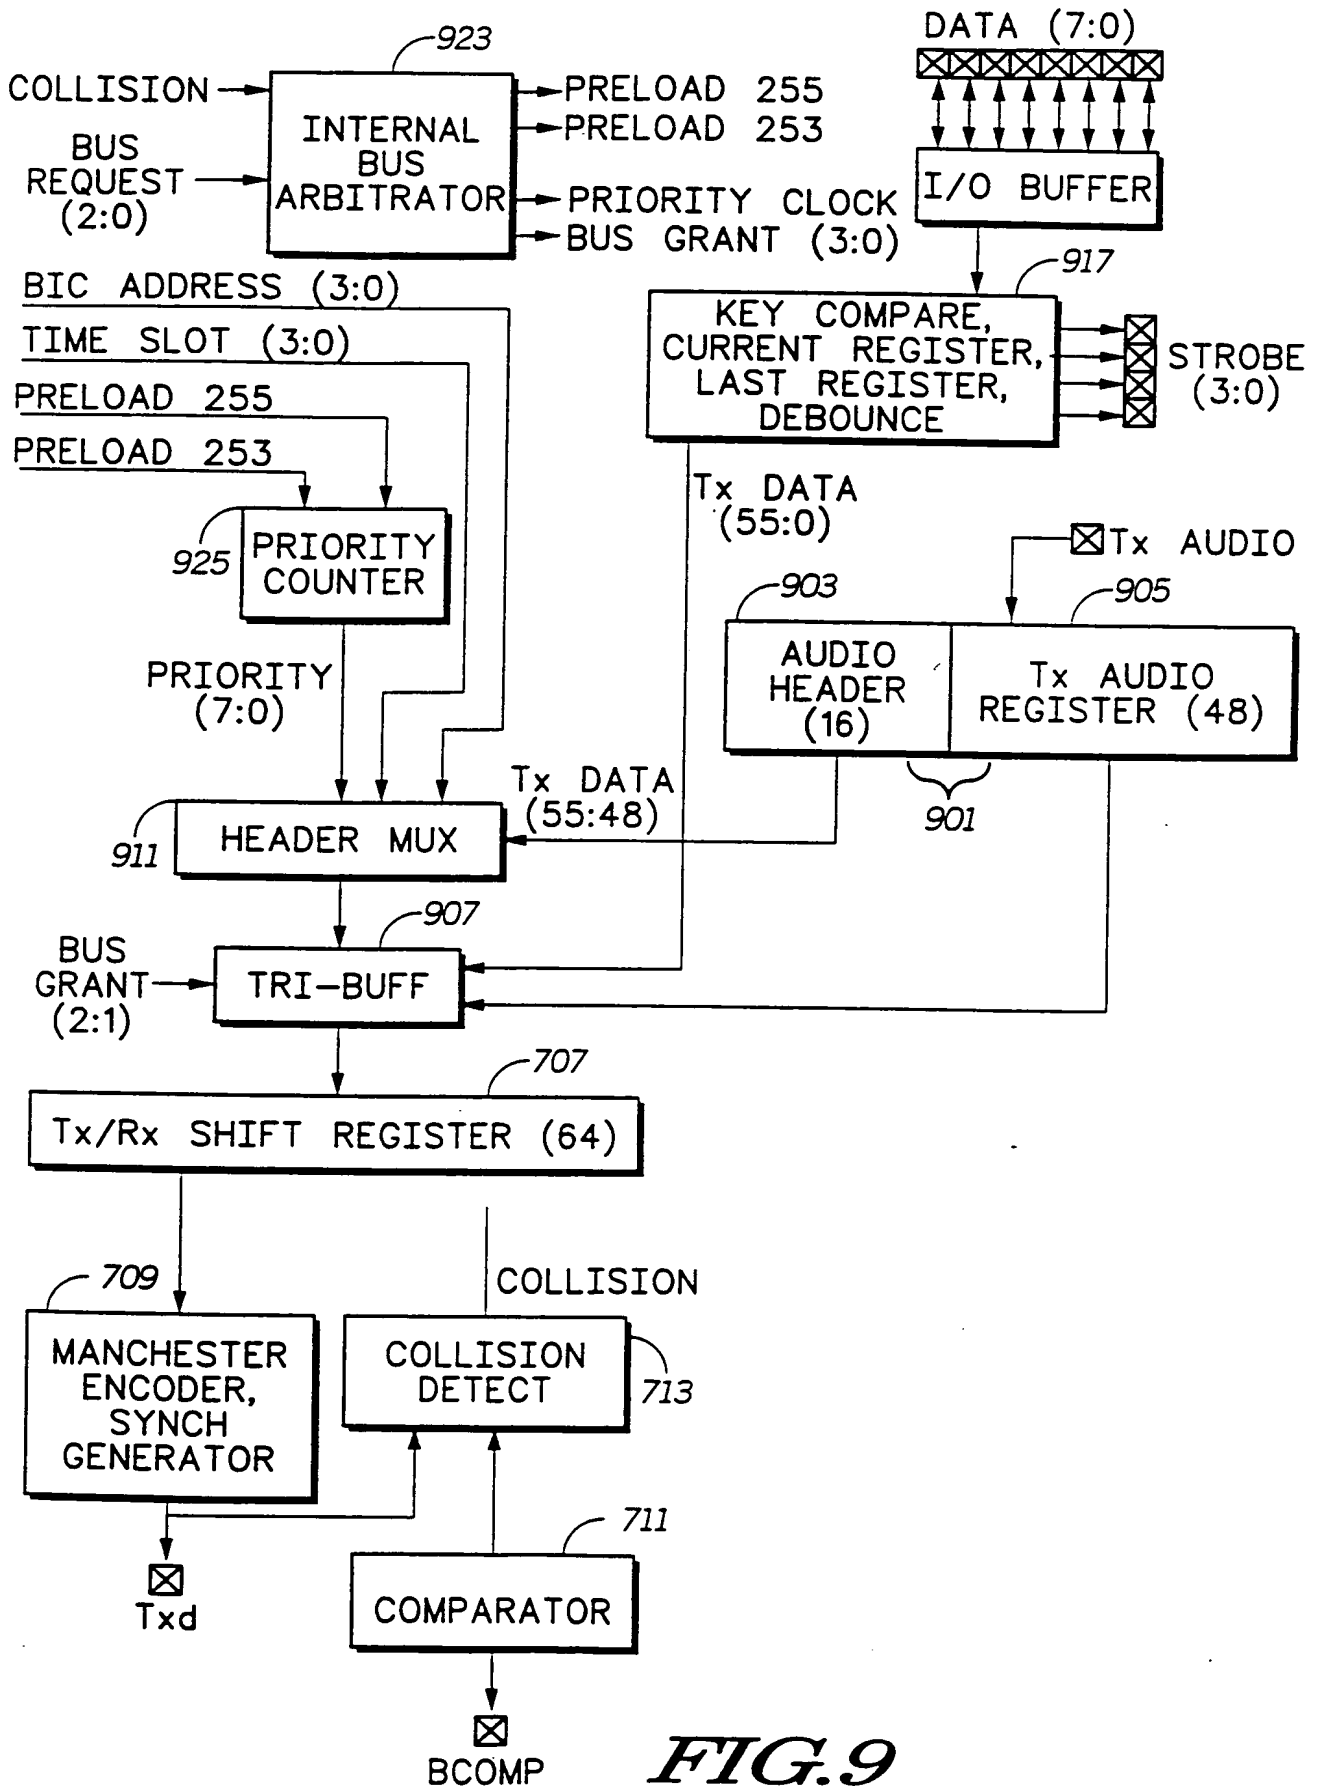 923
COLLISION
BUS
REQUEST
(2:0)
INTERNAL
BUS
ARBITRATOR
PRELOAD 255
PRELOAD 253
PRIORITY CLOCK
BUS GRANT (3:0)
DATA (7:0)
I/O BUFFER
917
KEY COMPARE,
CURRENT REGISTER,
LAST REGISTER,
DEBOUNCE
STROBE
(3:0)
BIC ADDRESS (3:0)
TIME SLOT (3:0)
PRELOAD 255
PRELOAD 253
925
PRIORITY
COUNTER
PRIORITY
(7:0)
Tx DATA
(55:0)
Tx AUDIO
903
905
AUDIO
HEADER
(16)
Tx AUDIO
REGISTER (48)
901
Tx DATA
(55:48)
911
HEADER MUX
907
BUS
GRANT
(2:1)
TRI-BUFF
707
Tx/Rx SHIFT REGISTER (64)
709
MANCHESTER
ENCODER,
SYNCH
GENERATOR
COLLISION
COLLISION
DETECT
713
Txd
711
COMPARATOR
BCOMP
FIG.9